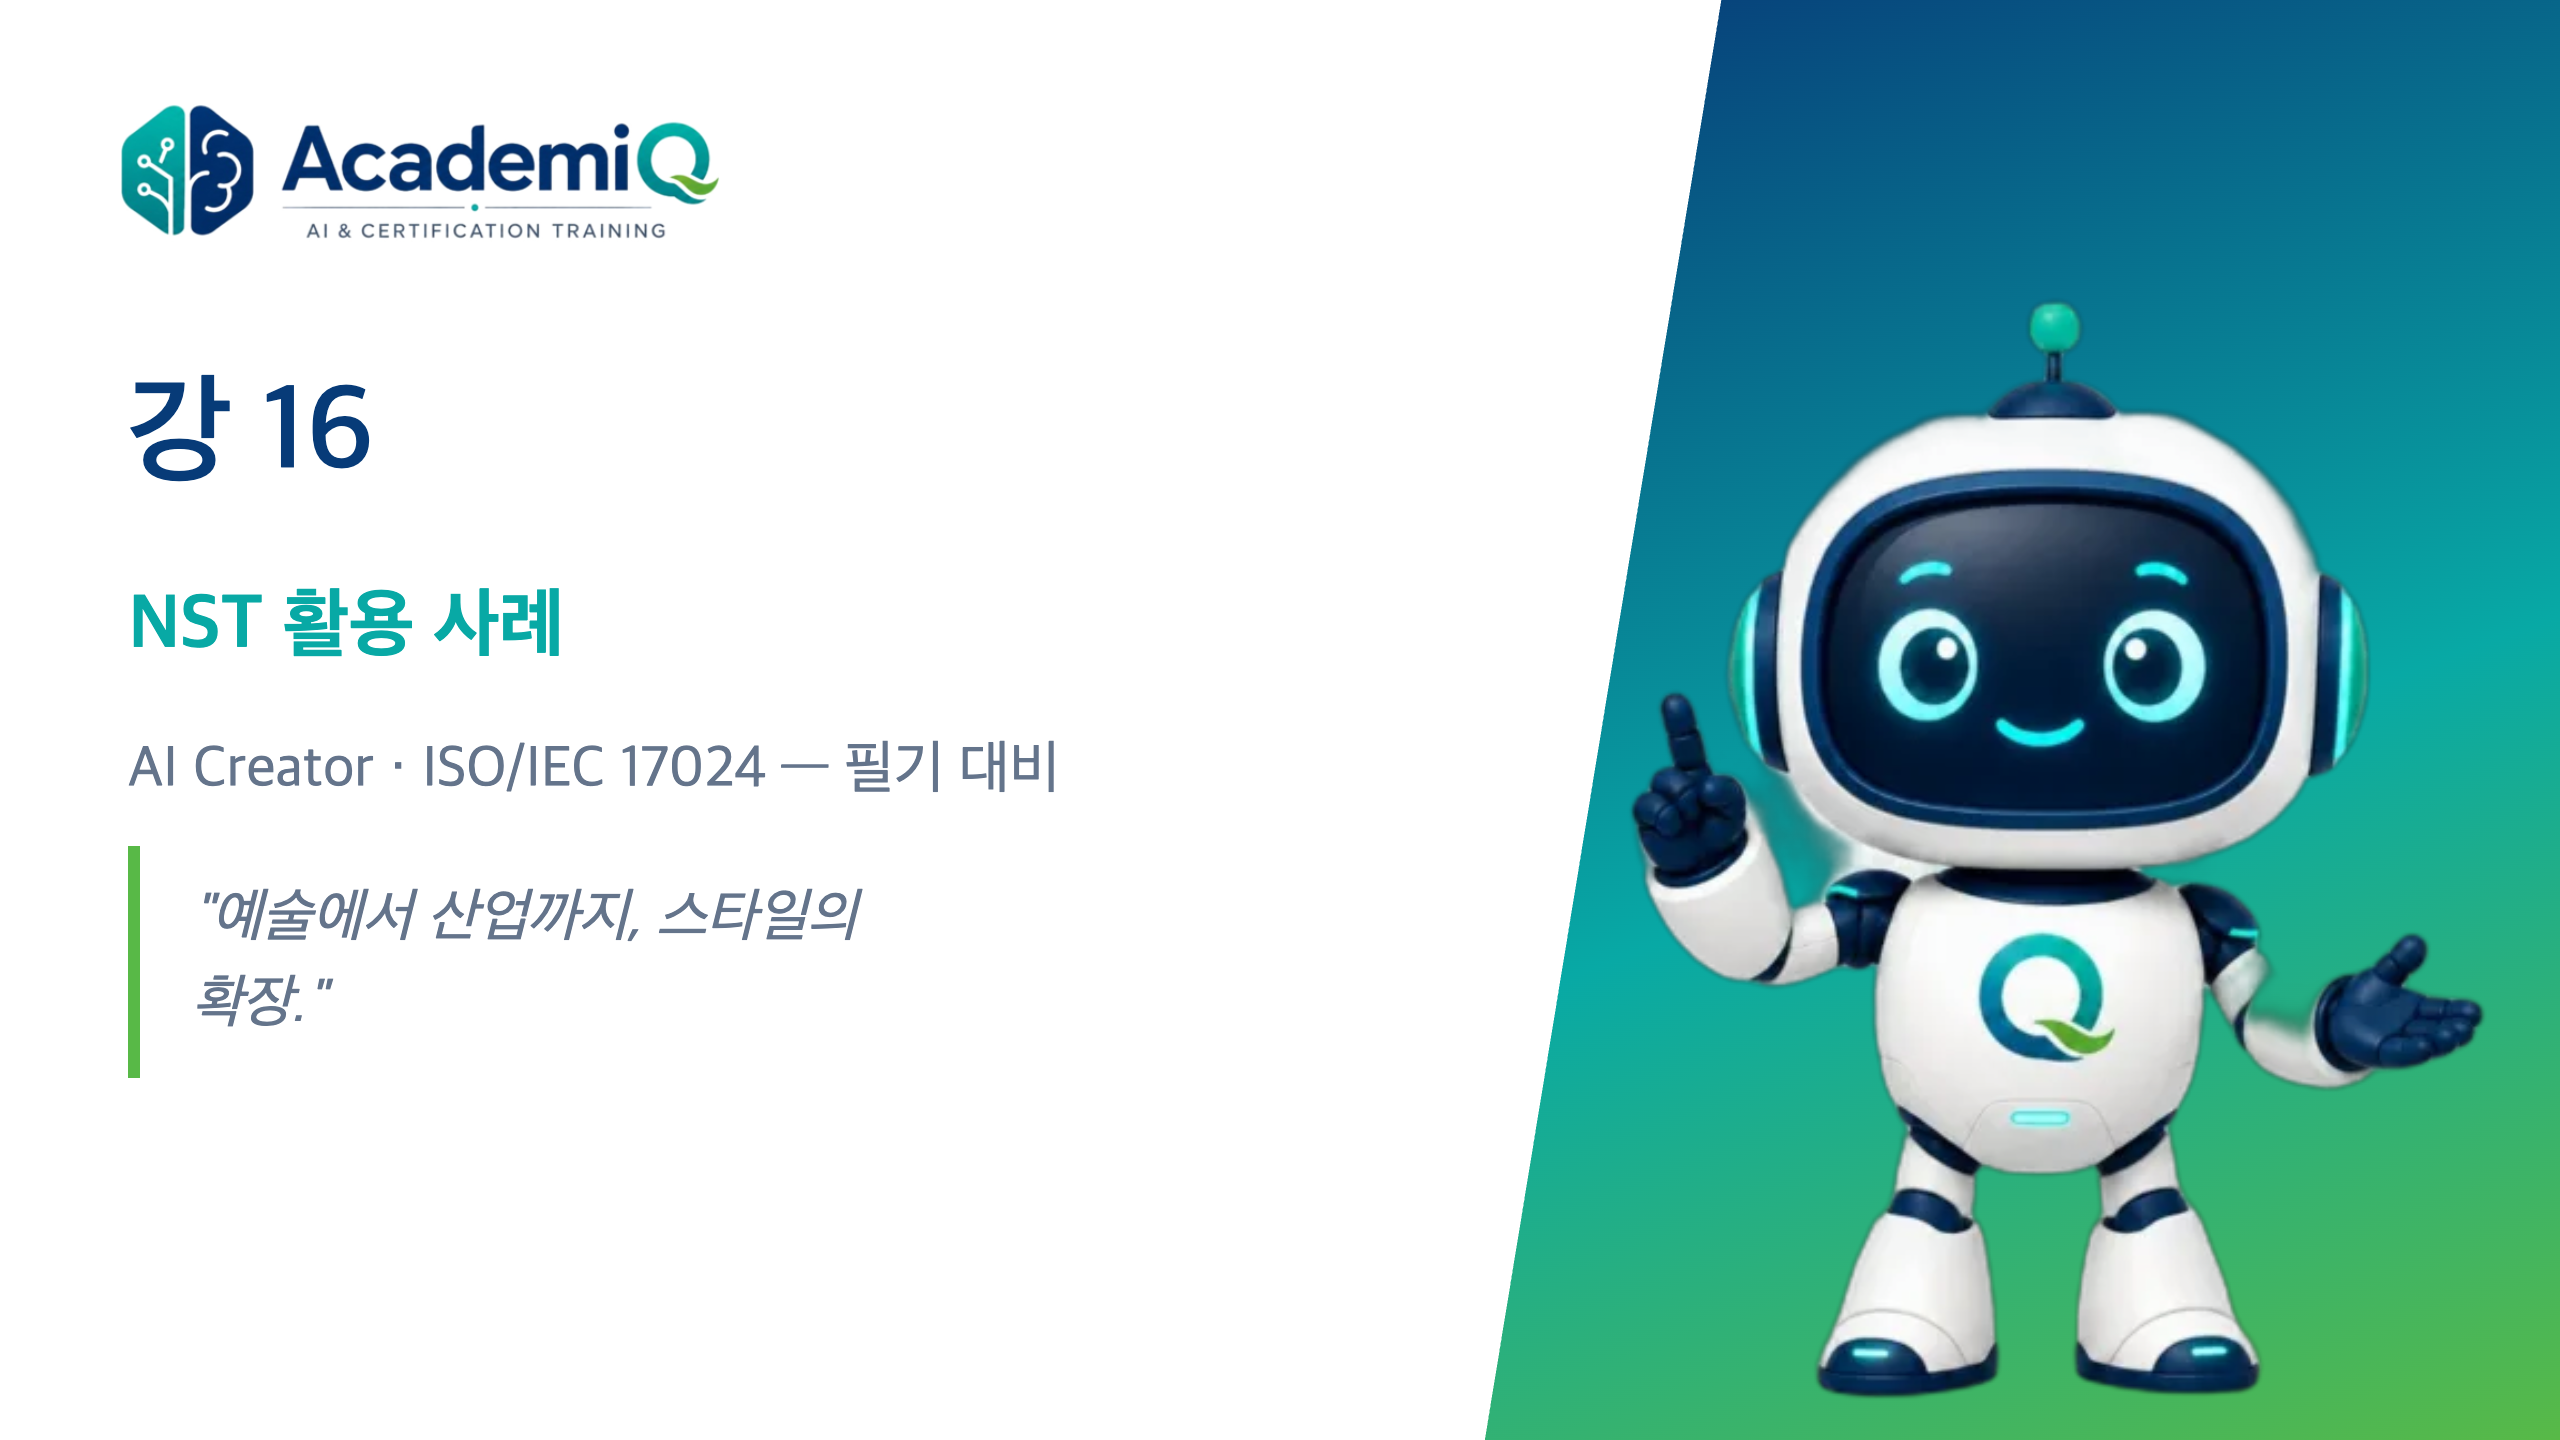 AcademiQ
AI & CERTIFICATION TRAINING
강 16
NST 활용 사례
AI Creator · ISO/IEC 17024 — 필기 대비
"예술에서 산업까지, 스타일의
확장."
Q